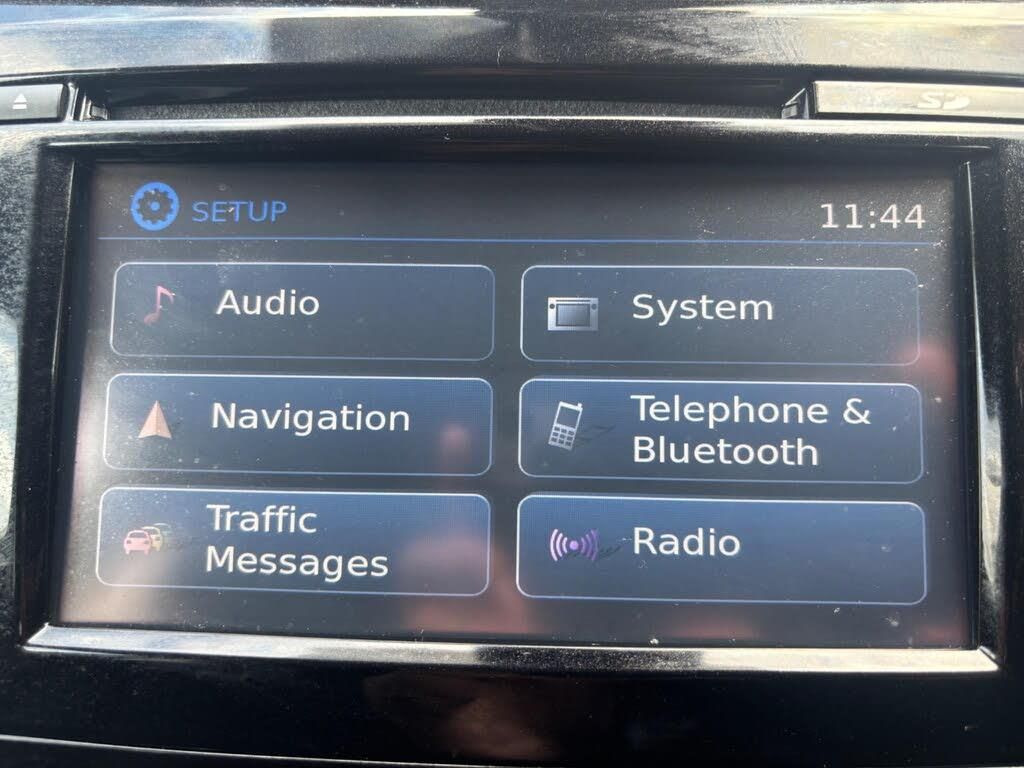 SD
SETUP
11:44
Audio
System
Navigation
Telephone &
Bluetooth
Traffic
Messages
Radio